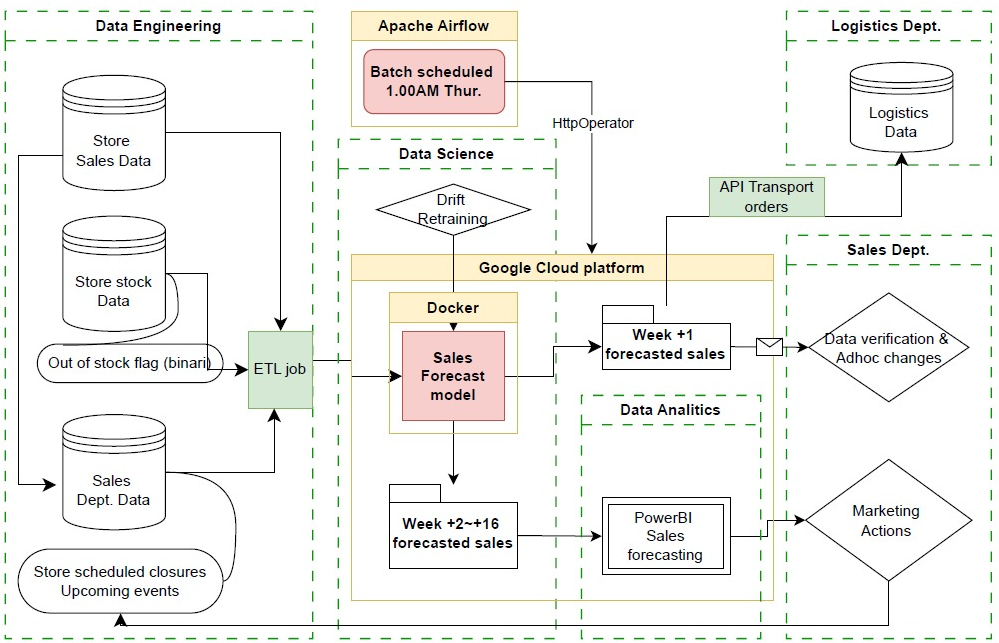 Data Engineering
Store
Sales Data
Store stock
Data
Out of stock flag (binari)
ETL job
Sales
Dept. Data
Store scheduled closures
Upcoming events
Apache Airflow
Batch scheduled
1.00AM Thur.
HttpOperator
Data Science
Drift
Retraining
Google Cloud platform
Docker
Sales
Forecast
model
Week +1
forecasted sales
Week +2~+16
forecasted sales
Data Analitics
PowerBI
Sales
forecasting
API Transport
orders
Logistics Dept.
Logistics
Data
Sales Dept.
Data verification &
Adhoc changes
Marketing
Actions